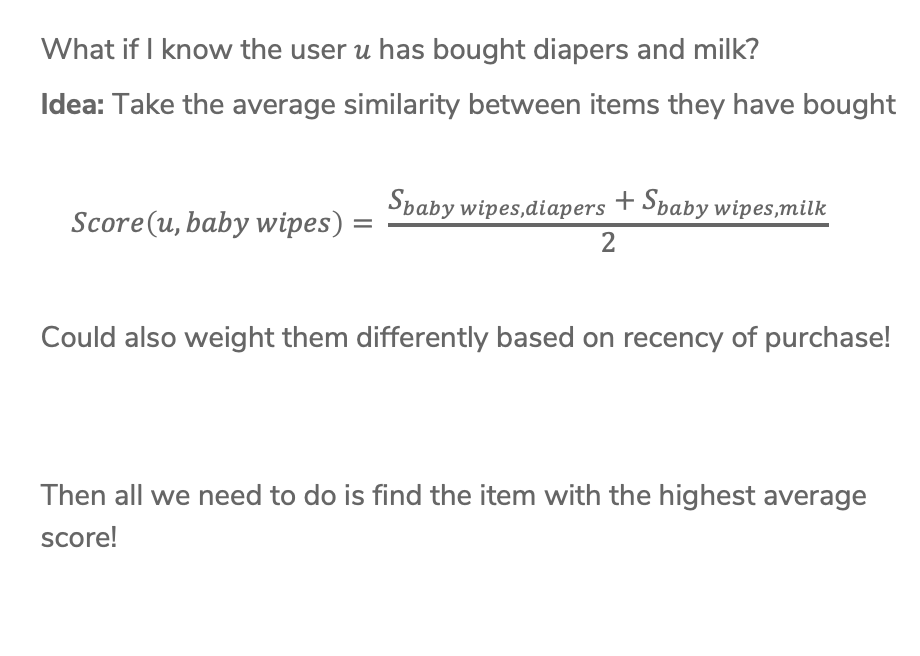 What if I know the user u has bought diapers and milk?
Idea: Take the average similarity between items they have bought
Score(u, baby wipes) = (S_{baby wipes,diapers} + S_{baby wipes,milk}) / 2
Could also weight them differently based on recency of purchase!
Then all we need to do is find the item with the highest average
score!